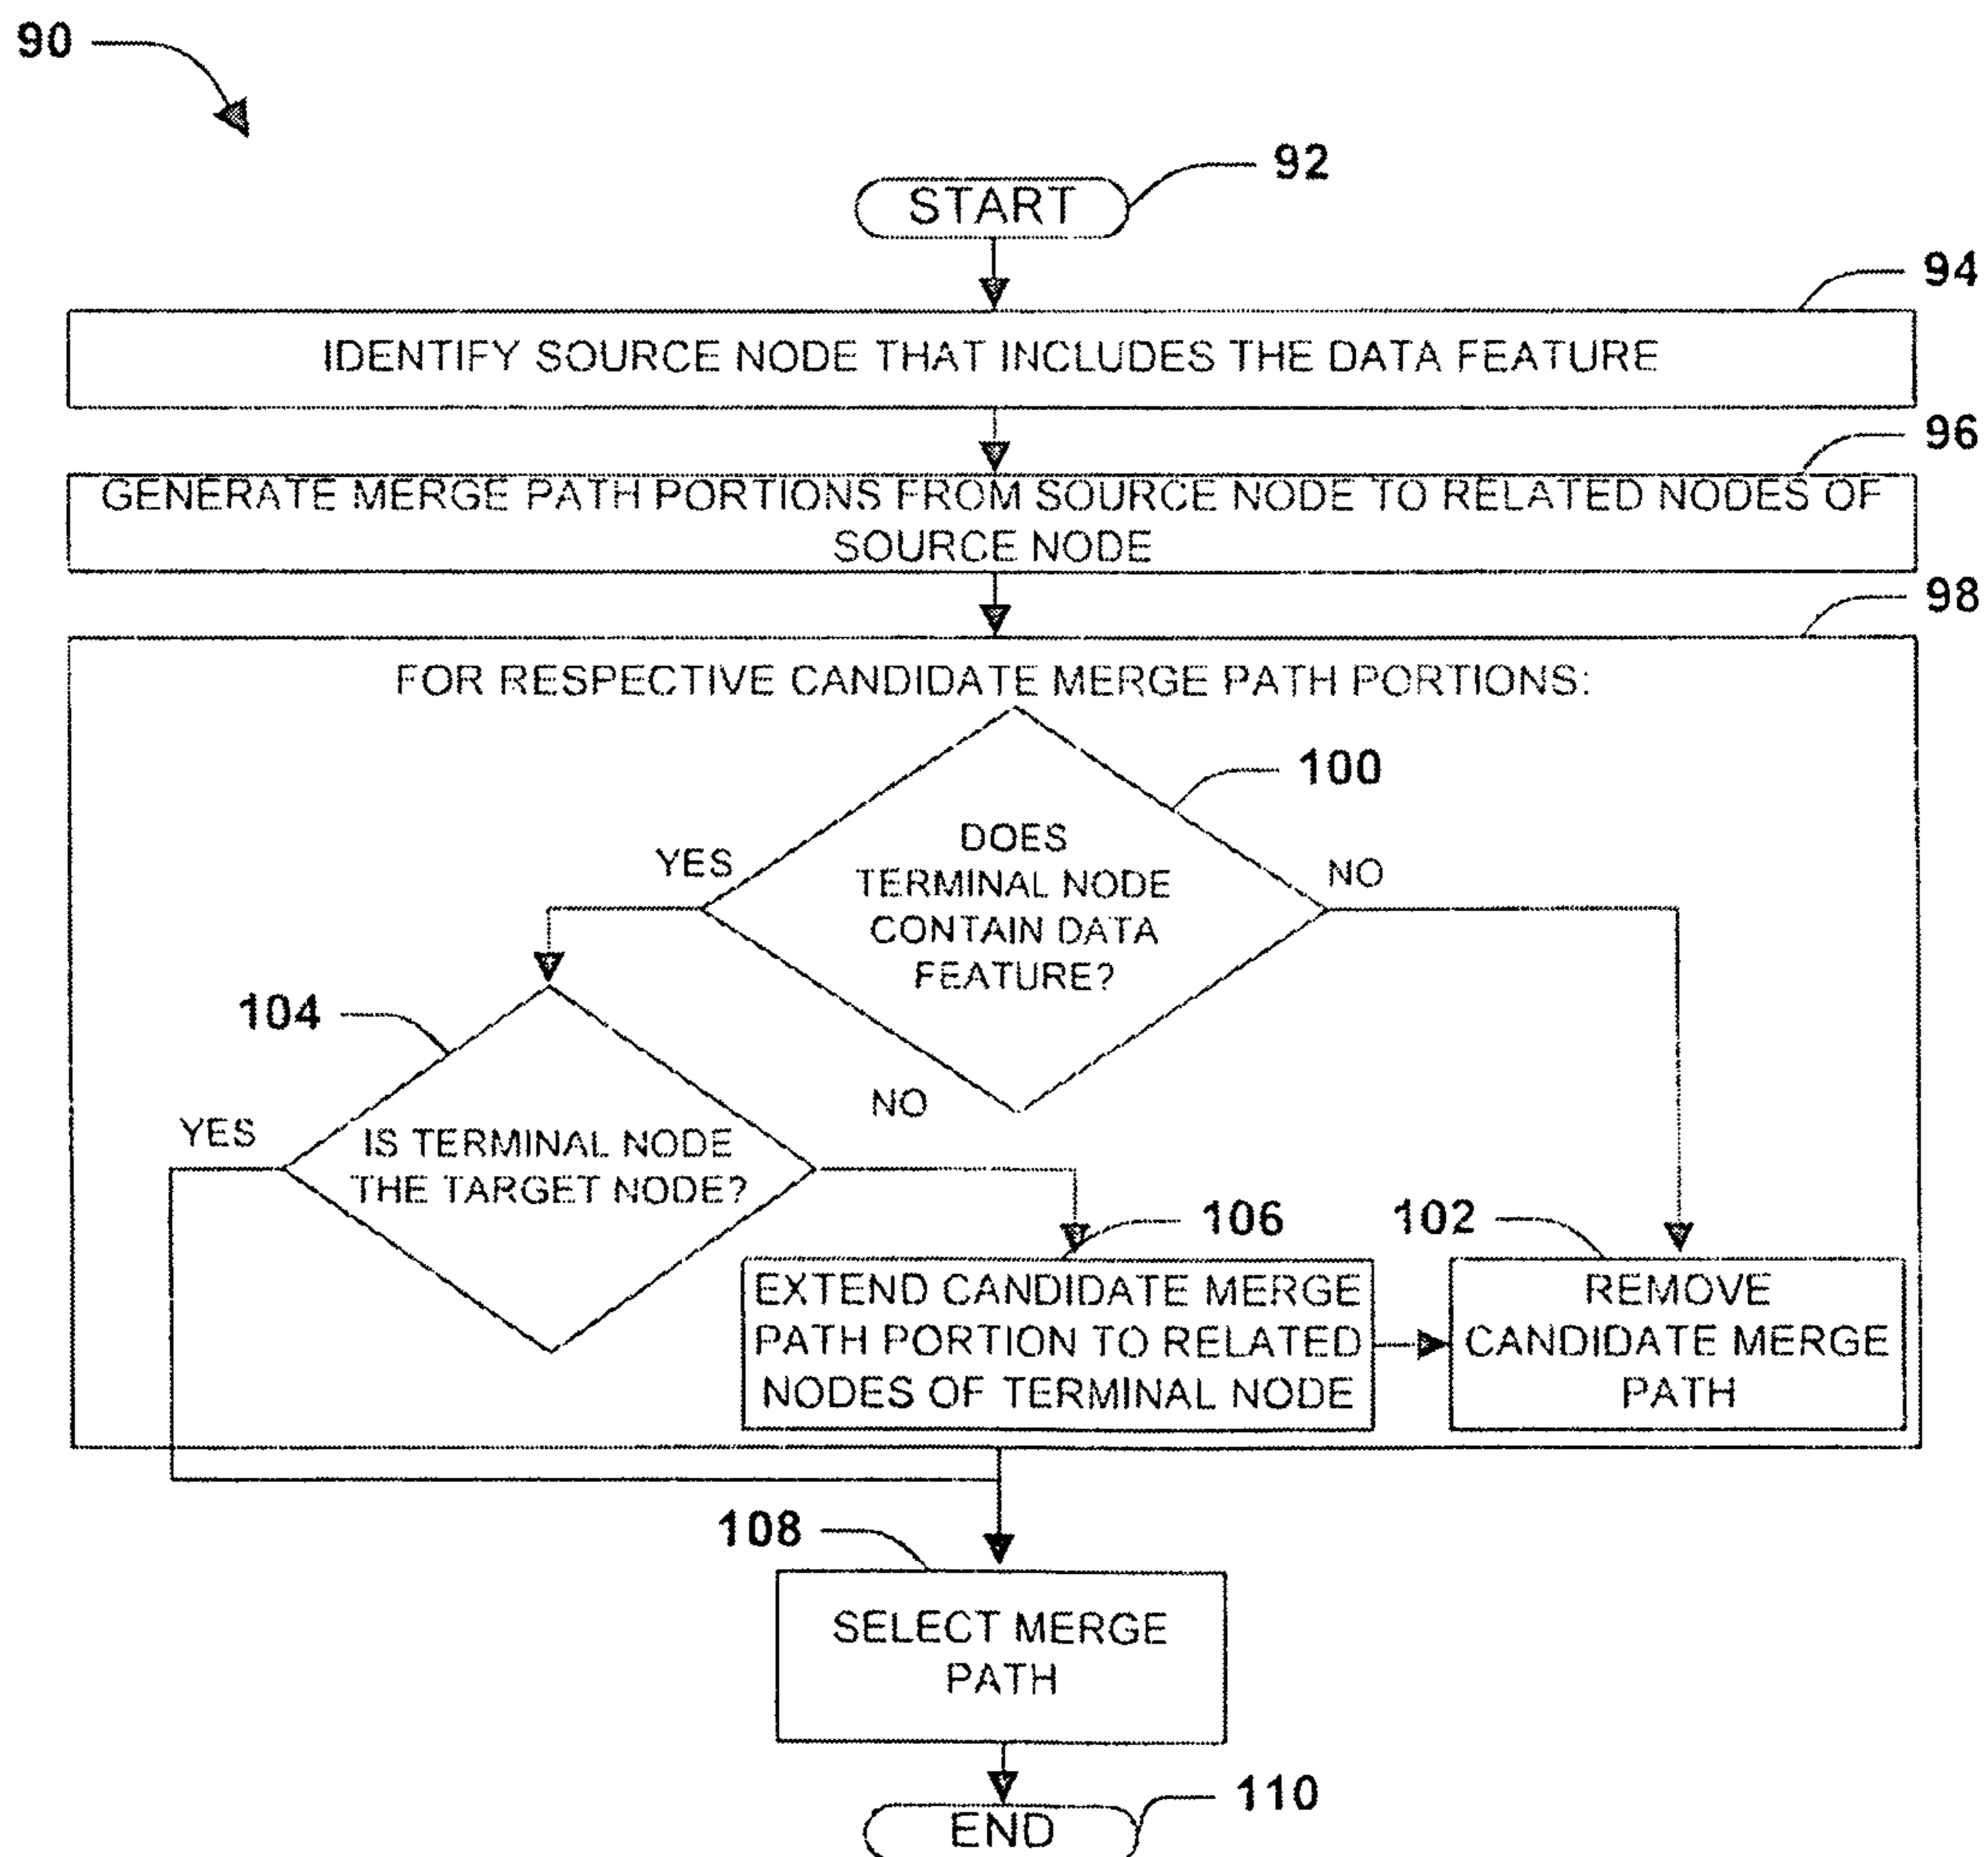 90
92
START
94
IDENTIFY SOURCE NODE THAT INCLUDES THE DATA FEATURE
96
GENERATE MERGE PATH PORTIONS FROM SOURCE NODE TO RELATED NODES OF
SOURCE NODE
98
FOR RESPECTIVE CANDIDATE MERGE PATH PORTIONS:
100
DOES
TERMINAL NODE
CONTAIN DATA
FEATURE?
YES
NO
104
IS TERMINAL NODE
THE TARGET NODE?
YES
NO
106
EXTEND CANDIDATE MERGE
PATH PORTION TO RELATED
NODES OF TERMINAL NODE
102
REMOVE
CANDIDATE MERGE
PATH
108
SELECT MERGE
PATH
110
END